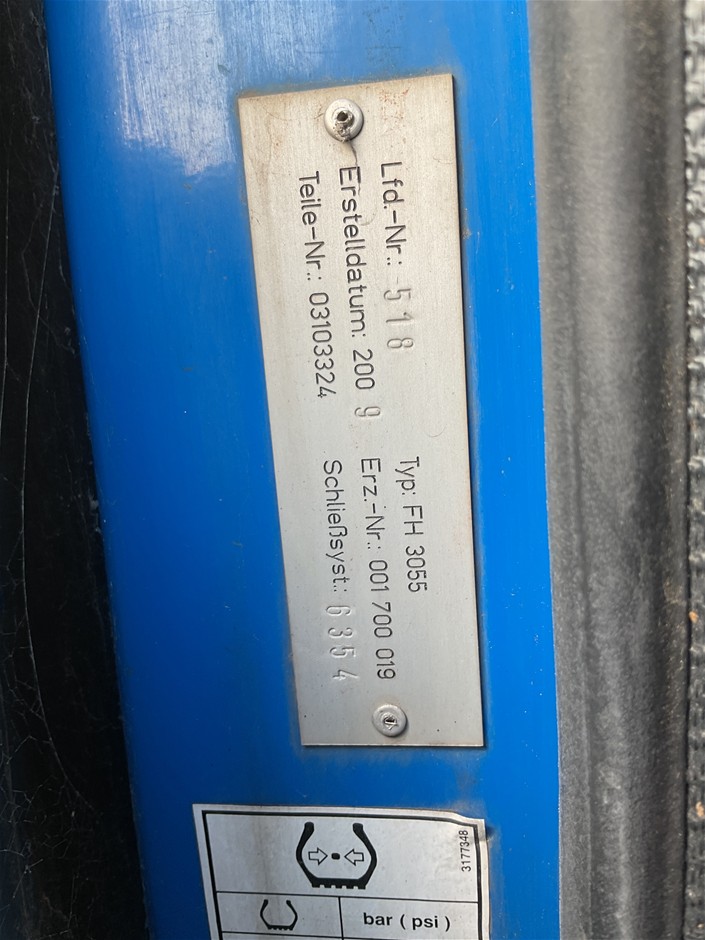 Lfd.-Nr.: 518 Typ: FH 3055
Erstelldatum: 2009 Erz.-Nr.: 001 700 019
Teile-Nr.: 03103324 Schließsyst.: 6354
3177348
bar ( psi )